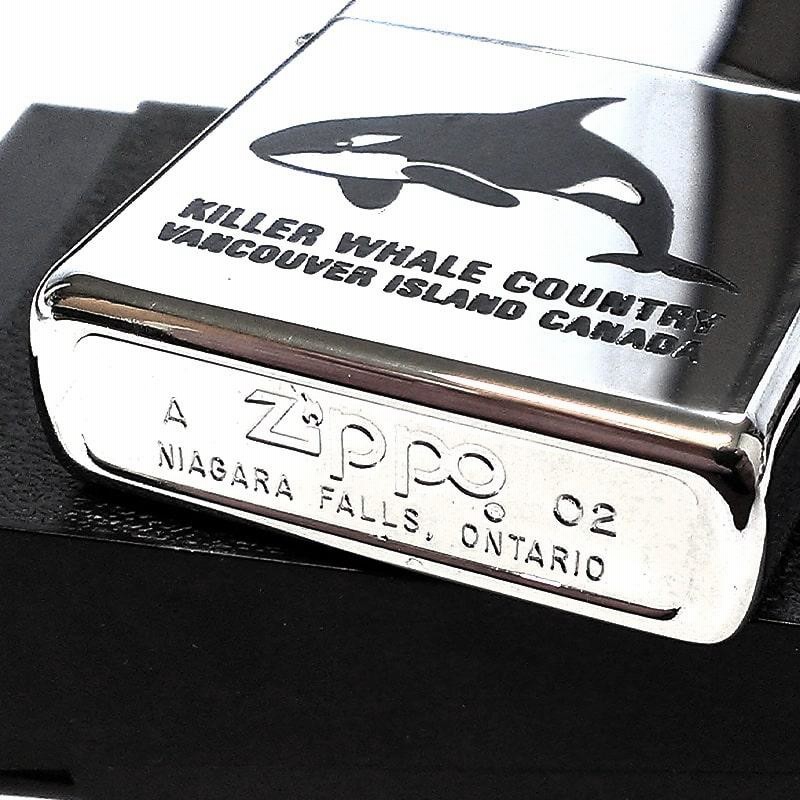 KILLER WHALE COUNTRY
VANCOUVER ISLAND CANADA
A Zippo ® 02
NIAGARA FALLS, ONTARIO